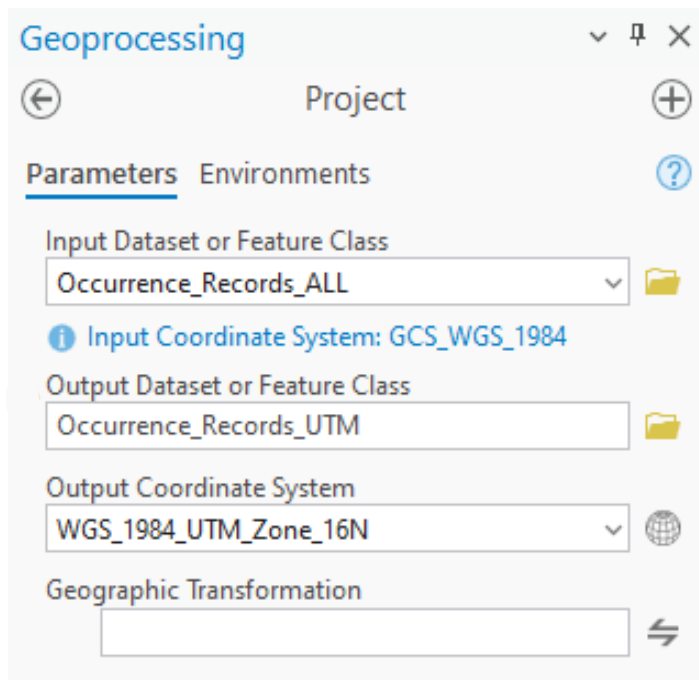 Geoprocessing
Project
Parameters Environments
Input Dataset or Feature Class
Occurrence_Records_ALL
Input Coordinate System: GCS_WGS_1984
Output Dataset or Feature Class
Occurrence_Records_UTM
Output Coordinate System
WGS_1984_UTM_Zone_16N
Geographic Transformation